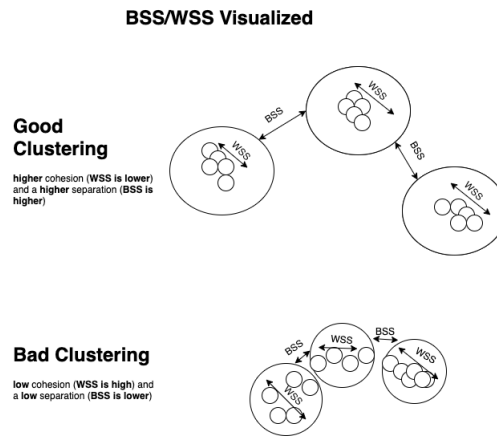 BSS/WSS Visualized
Good
Clustering
higher cohesion (WSS is lower)
and a higher separation (BSS is
higher)
WSS
BSS
WSS
BSS
WSS
Bad Clustering
low cohesion (WSS is high) and
a low separation (BSS is lower)
WSS
BSS
WSS
BSS
WSS